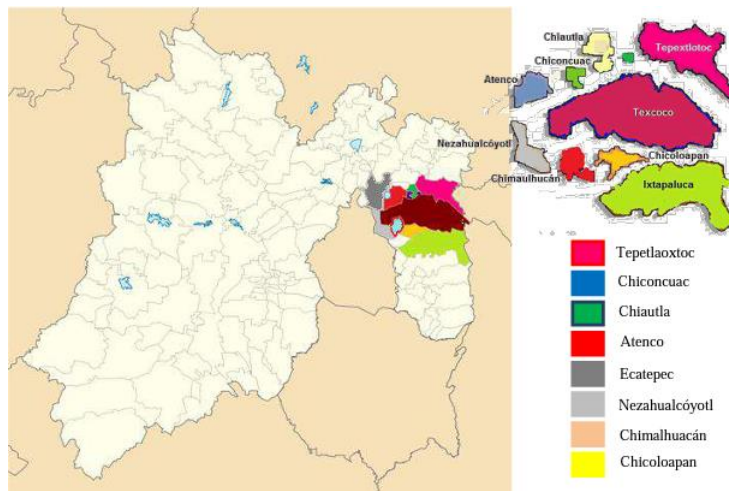 Chiautla
Tepextlotoc
Chiconcuac
Atenco
Texcoco
Nezahualcóyotl
Chicoloapan
Chimaulhucán
Ixtapaluca
Tepetlaoxtoc
Chiconcuac
Chiautla
Atenco
Ecatepec
Nezahualcóyotl
Chimalhuacán
Chicoloapan